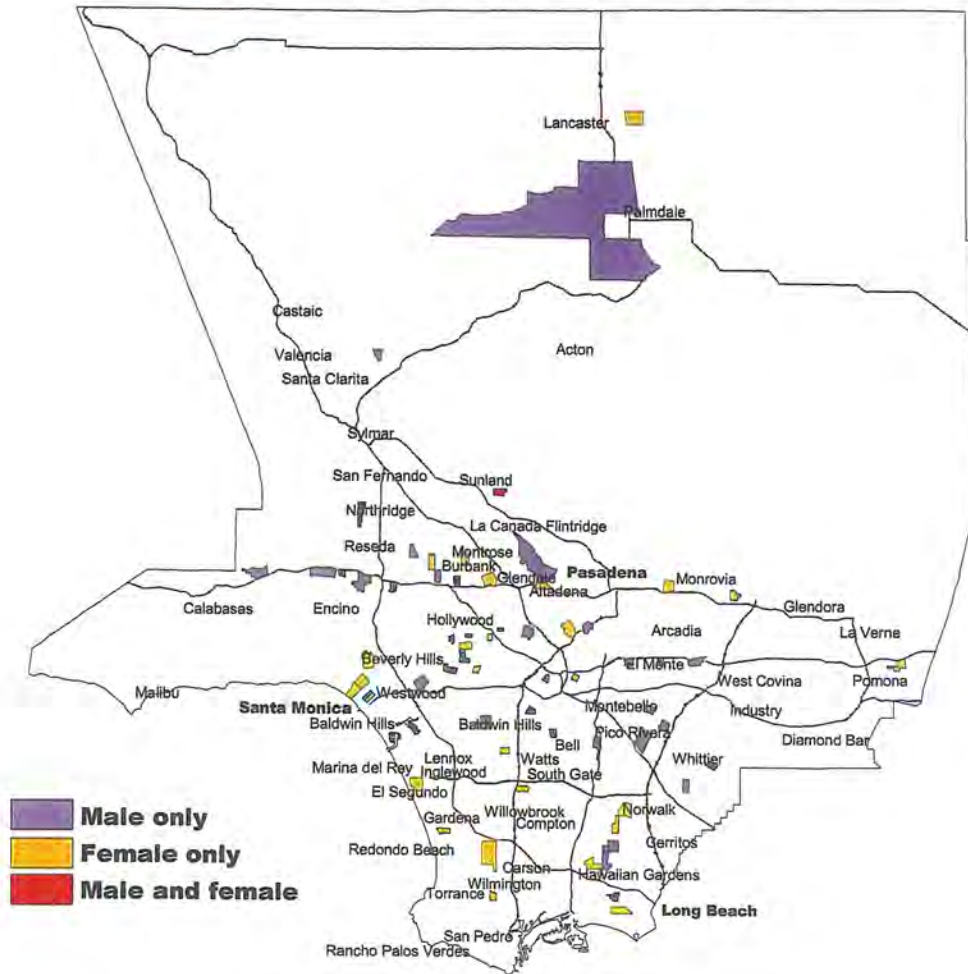 Lancaster
Palmdale
Castaic
Acton
Valencia
Santa Clarita
Sylmar
San Fernando
Sunland
Northridge
La Canada Flintridge
Reseda
Montrose
Burbank
Glendale
Pasadena
Monrovia
Altadena
Calabasas
Encino
Glendora
Hollywood
Arcadia
La Verne
Beverly Hills
El Monte
Malibu
Westwood
West Covina
Pomona
Santa Monica
Montebello
Industry
Baldwin Hills
Baldwin Hills
Pico Rivera
Diamond Bar
Bell
Marina del Rey
Lennox
Watts
Whittier
Inglewood
South Gate
El Segundo
Male only
Gardena
Willowbrook
Norwalk
Compton
Female only
Redondo Beach
Cerritos
Carson
Hawaiian Gardens
Male and female
Wilmington
Torrance
Long Beach
San Pedro
Rancho Palos Verdes